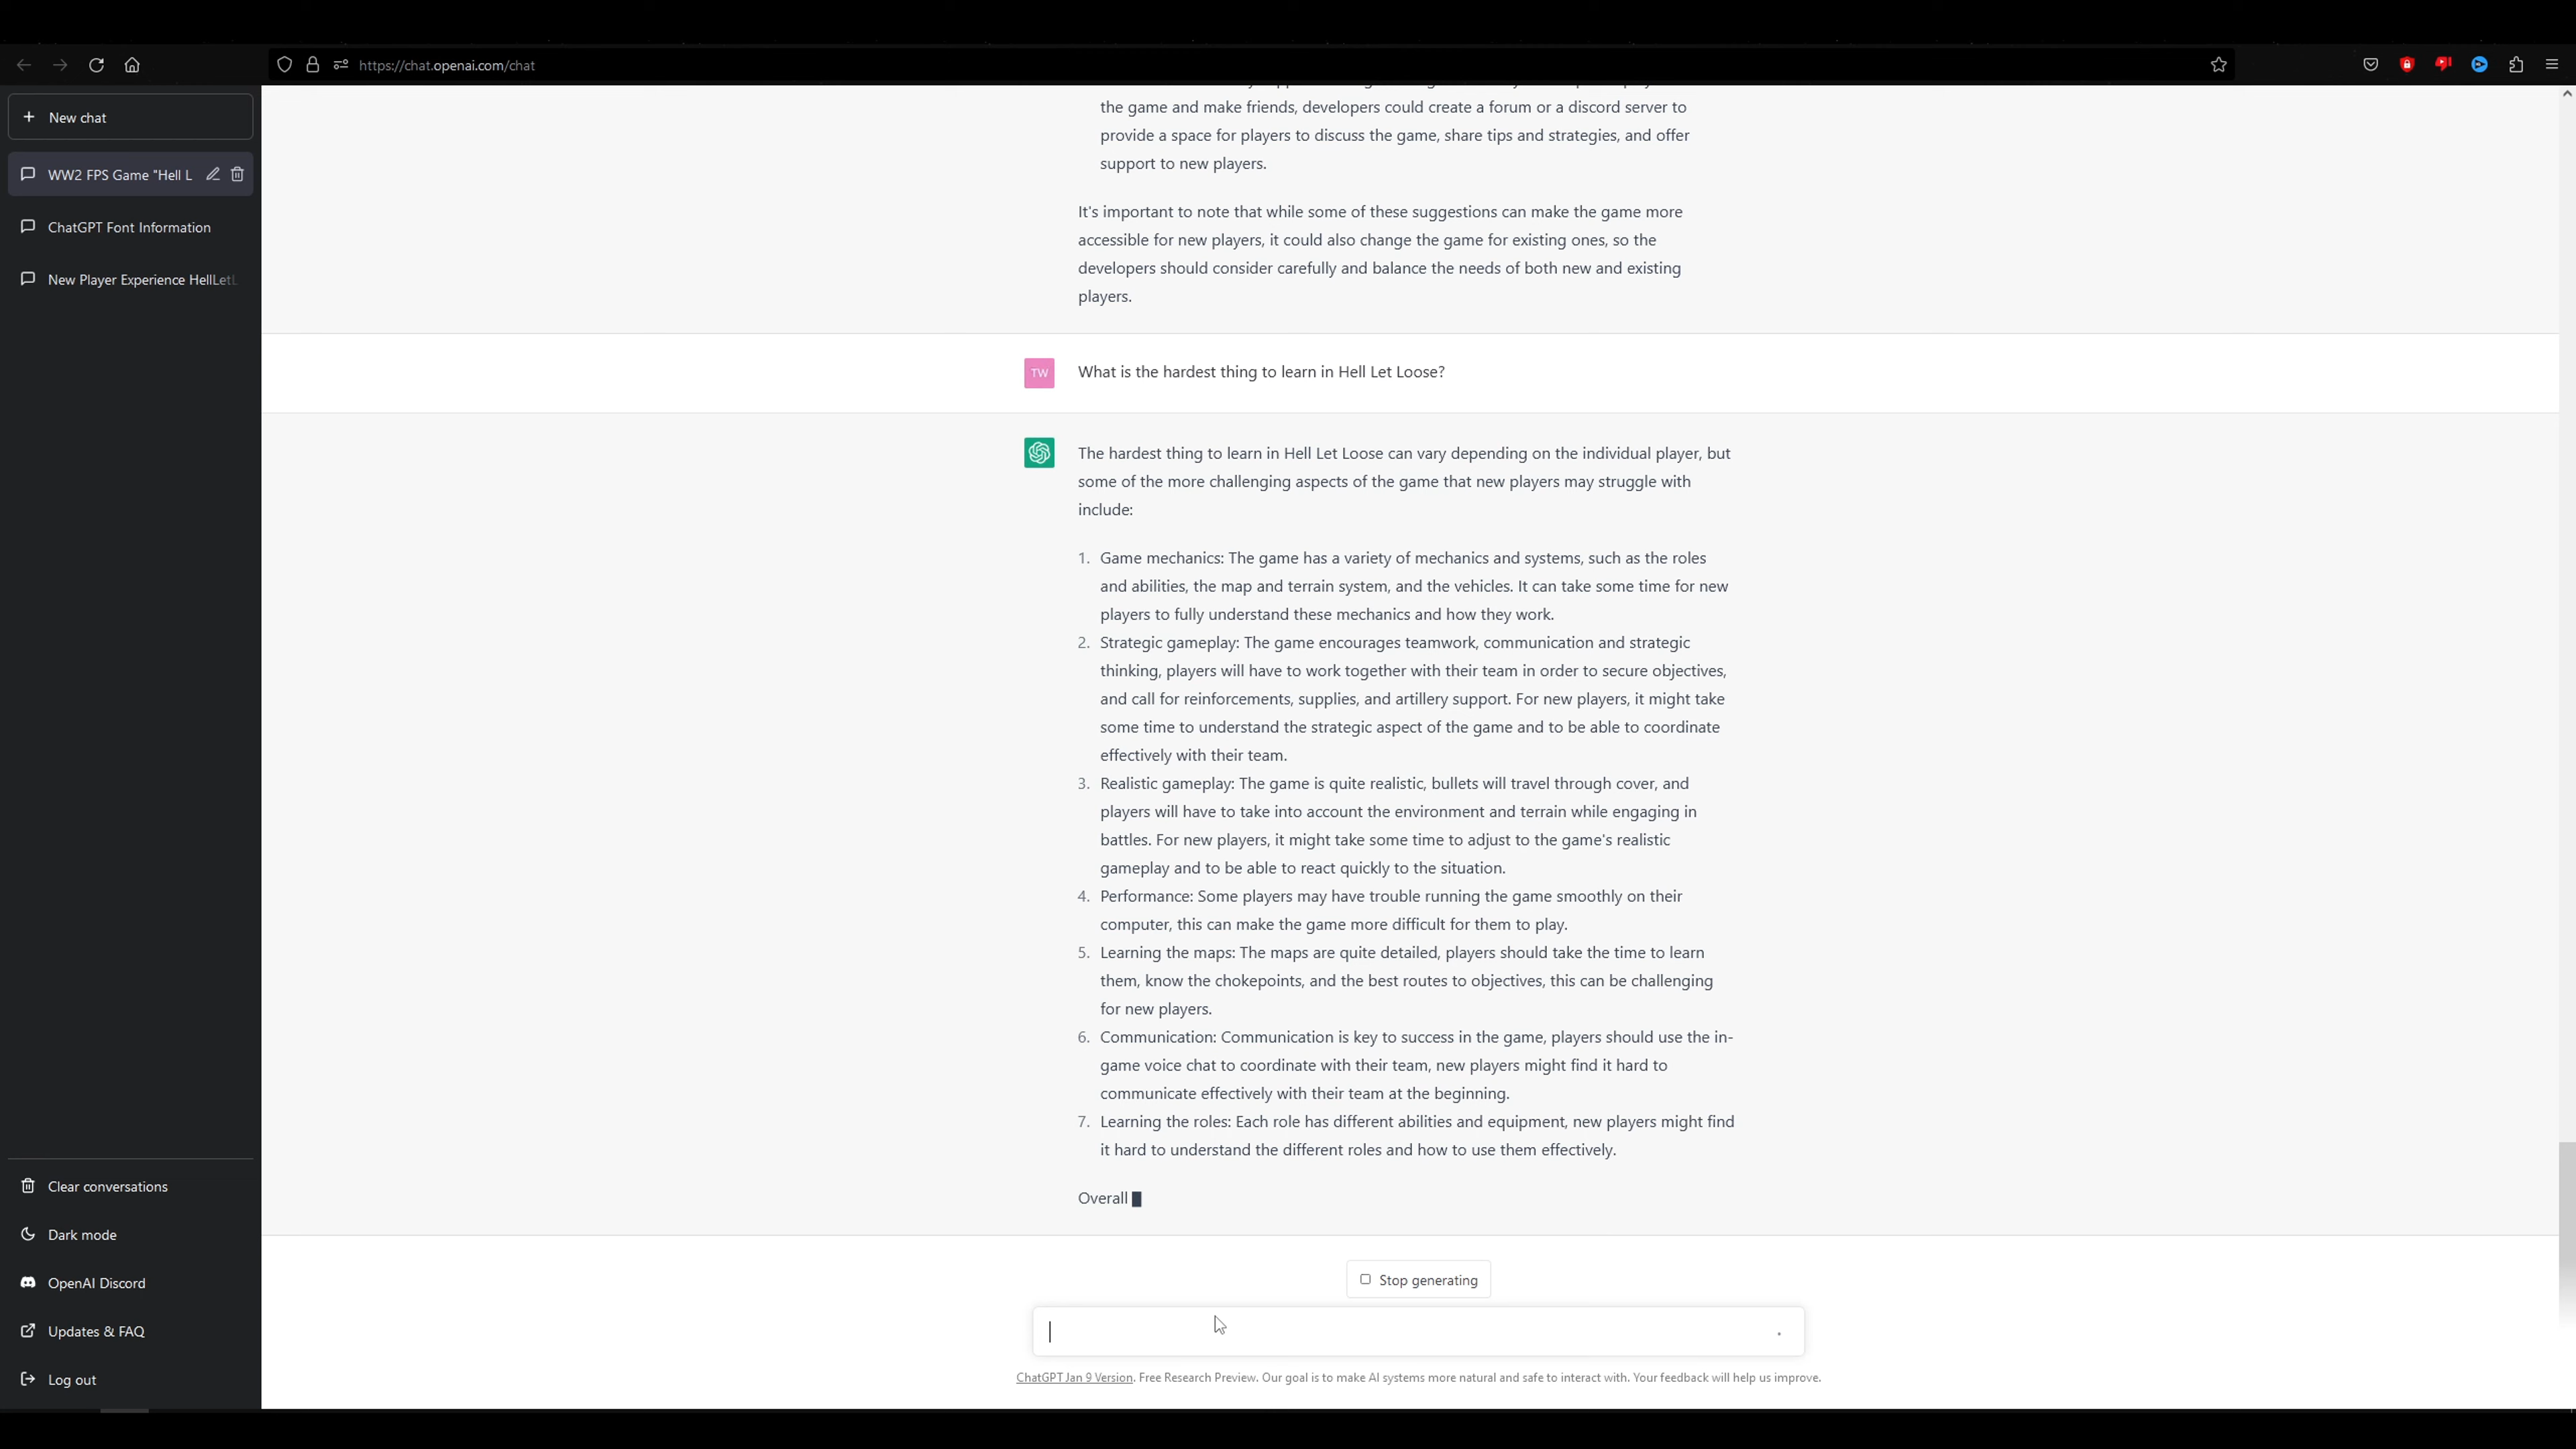 https://chat.openai.com/chat
New chat
WW2 FPS Game "Hell L
ChatGPT Font Information
New Player Experience HellLetL
Clear conversations
Dark mode
OpenAI Discord
Updates & FAQ
Log out
the game and make friends, developers could create a forum or a discord server to
provide a space for players to discuss the game, share tips and strategies, and offer
support to new players.
It's important to note that while some of these suggestions can make the game more
accessible for new players, it could also change the game for existing ones, so the
developers should consider carefully and balance the needs of both new and existing
players.
TW
What is the hardest thing to learn in Hell Let Loose?
The hardest thing to learn in Hell Let Loose can vary depending on the individual player, but
some of the more challenging aspects of the game that new players may struggle with
include:
1. Game mechanics: The game has a variety of mechanics and systems, such as the roles
and abilities, the map and terrain system, and the vehicles. It can take some time for new
players to fully understand these mechanics and how they work.
2. Strategic gameplay: The game encourages teamwork, communication and strategic
thinking, players will have to work together with their team in order to secure objectives,
and call for reinforcements, supplies, and artillery support. For new players, it might take
some time to understand the strategic aspect of the game and to be able to coordinate
effectively with their team.
3. Realistic gameplay: The game is quite realistic, bullets will travel through cover, and
players will have to take into account the environment and terrain while engaging in
battles. For new players, it might take some time to adjust to the game's realistic
gameplay and to be able to react quickly to the situation.
4. Performance: Some players may have trouble running the game smoothly on their
computer, this can make the game more difficult for them to play.
5. Learning the maps: The maps are quite detailed, players should take the time to learn
them, know the chokepoints, and the best routes to objectives, this can be challenging
for new players.
6. Communication: Communication is key to success in the game, players should use the in-
game voice chat to coordinate with their team, new players might find it hard to
communicate effectively with their team at the beginning.
7. Learning the roles: Each role has different abilities and equipment, new players might find
it hard to understand the different roles and how to use them effectively.
Overall
Stop generating
ChatGPT Jan 9 Version. Free Research Preview. Our goal is to make AI systems more natural and safe to interact with. Your feedback will help us improve.